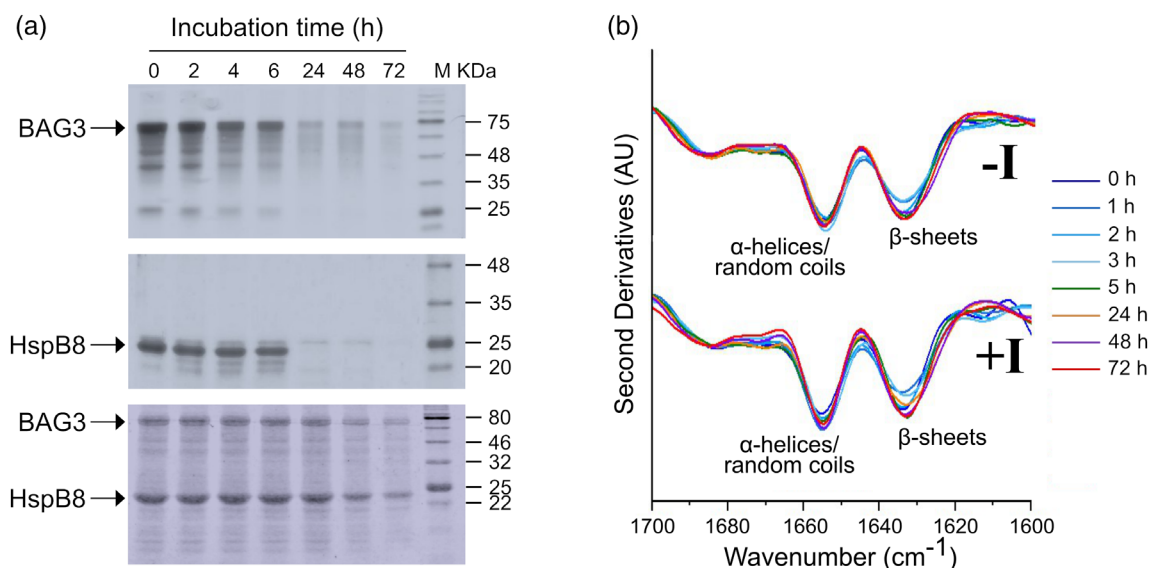 (a)
Incubation time (h)
0 2 4 6 24 48 72 M KDa
BAG3
75
48
35
25
HspB8
48
35
25
20
BAG3
HspB8
80
46
32
25
22
(b)
Second Derivatives (AU)
-I
α-helices/
random coils
β-sheets
+I
α-helices/
random coils
β-sheets
1700 1680 1660 1640 1620 1600
Wavenumber (cm-1)
0 h
1 h
2 h
3 h
5 h
24 h
48 h
72 h